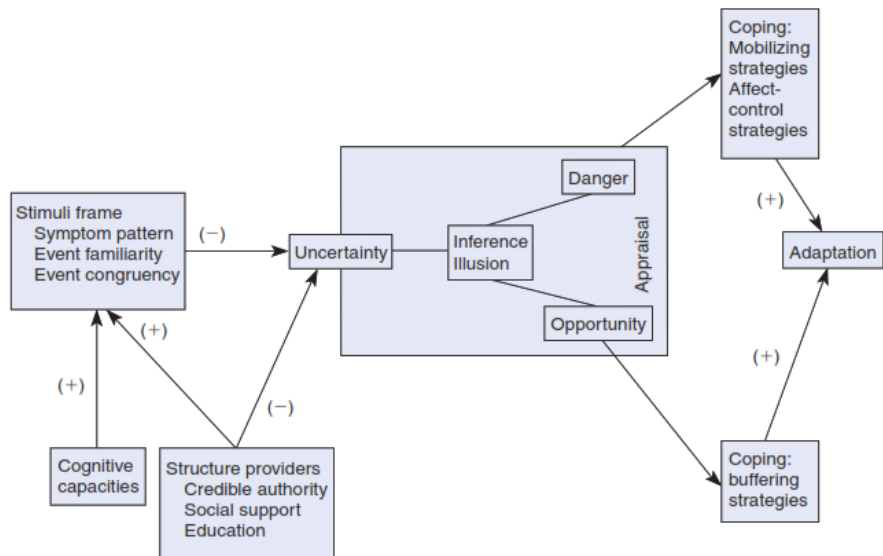 Coping:
Mobilizing
strategies
Affect-
control
strategies
Danger
(+)
Stimuli frame
Symptom pattern
Event familiarity
Event congruency
(−)
Uncertainty
Inference
Illusion
Appraisal
Adaptation
Opportunity
(+)
(+)
(+)
(−)
Cognitive
capacities
Structure providers
Credible authority
Social support
Education
Coping:
buffering
strategies